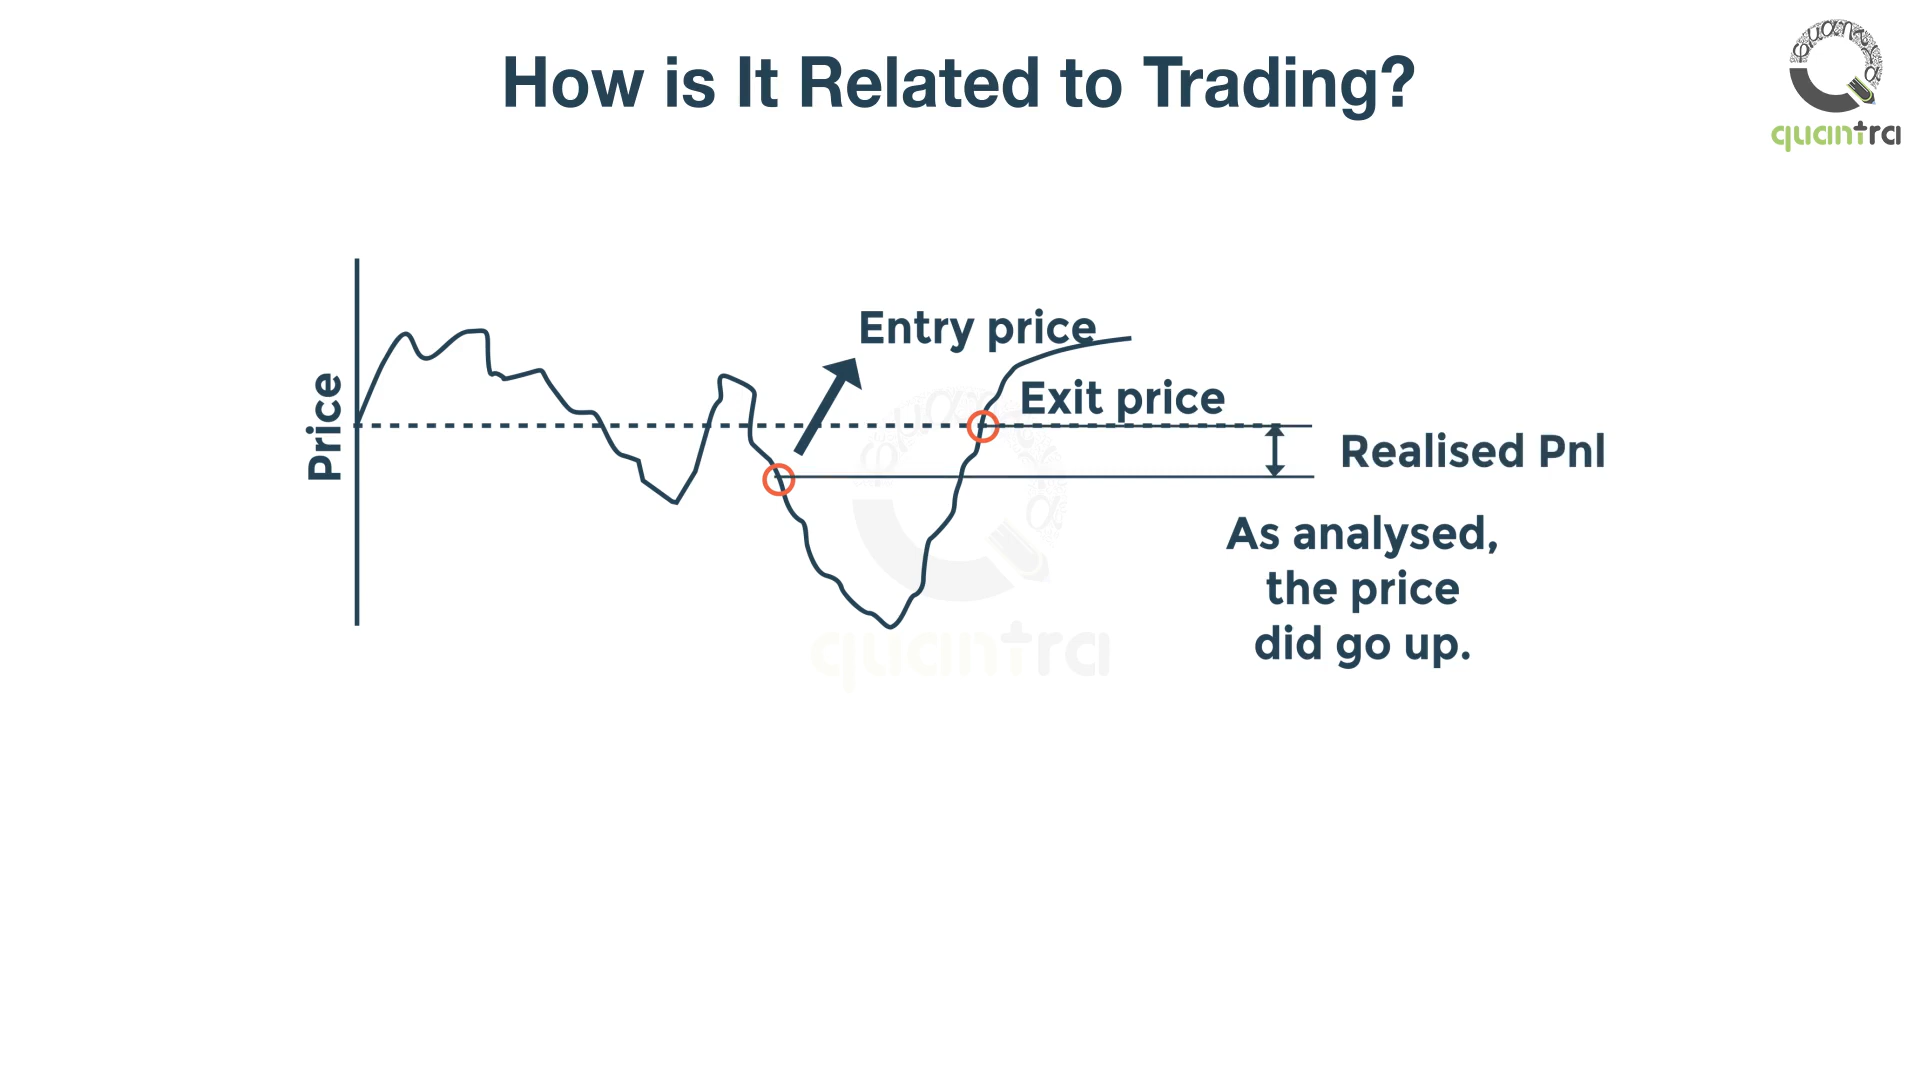 How is It Related to Trading?
quantra
Price
Entry price
Exit price
Realised Pnl
As analysed,
the price
did go up.
quantra